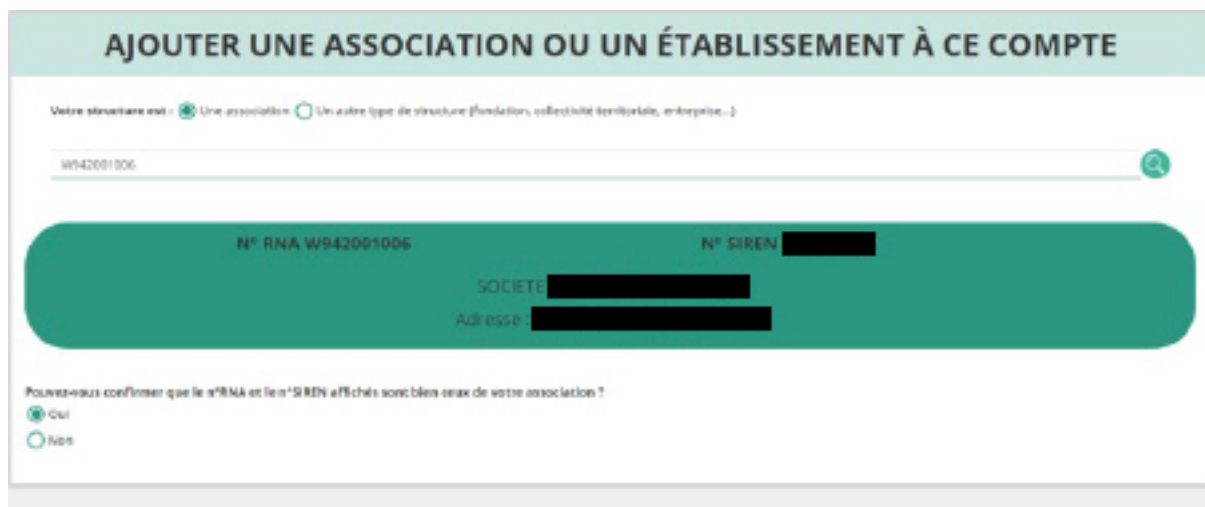 AJOUTER UNE ASSOCIATION OU UN ÉTABLISSEMENT À CE COMPTE
Votre structure est : Une association Un autre type de structure (fondation, collectivité territoriale, entreprise...)
W942001006
N° RNA W942001006 N° SIREN
SOCIETE
Adresse :
Pouvez-vous confirmer que le n°RNA et le n°SIREN affichés sont bien ceux de votre association ?
Oui
Non